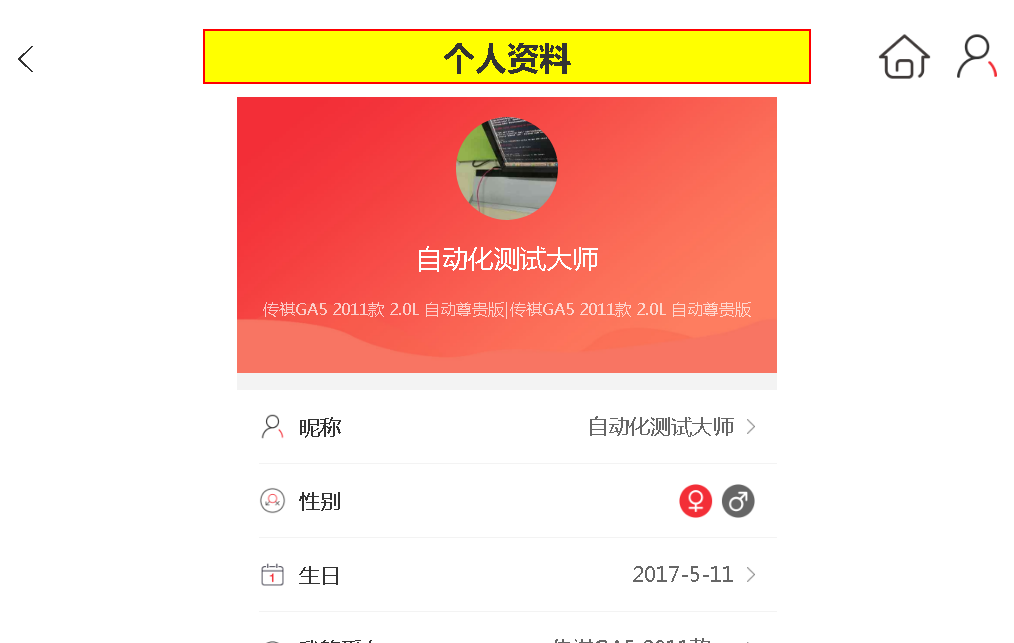 个人资料
自动化测试大师
传祺GA5 2011款 2.0L 自动尊贵版|传祺GA5 2011款 2.0L 自动尊贵版
昵称 自动化测试大师
性别
1 生日 2017-5-11